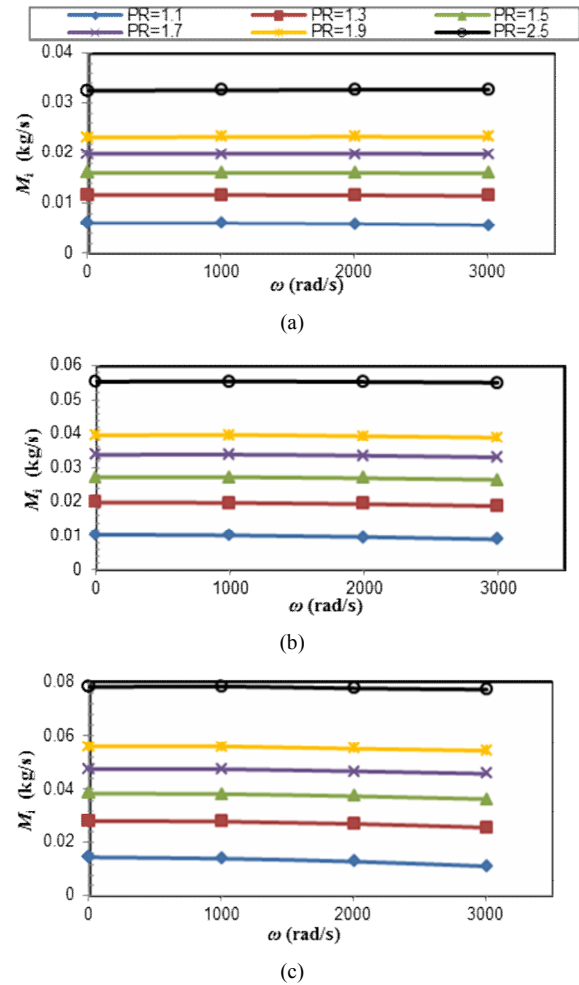 PR=1.1 PR=1.3 PR=1.5
PR=1.7 PR=1.9 PR=2.5
0.04
0.03
0.02
0.01
0
Mi (kg/s)
0 1000 2000 3000
ω (rad/s)
(a)
0.06
0.05
0.04
0.03
0.02
0.01
0
Mi (kg/s)
0 1000 2000 3000
ω (rad/s)
(b)
0.08
0.06
0.04
0.02
0
Mi (kg/s)
0 1000 2000 3000
ω (rad/s)
(c)